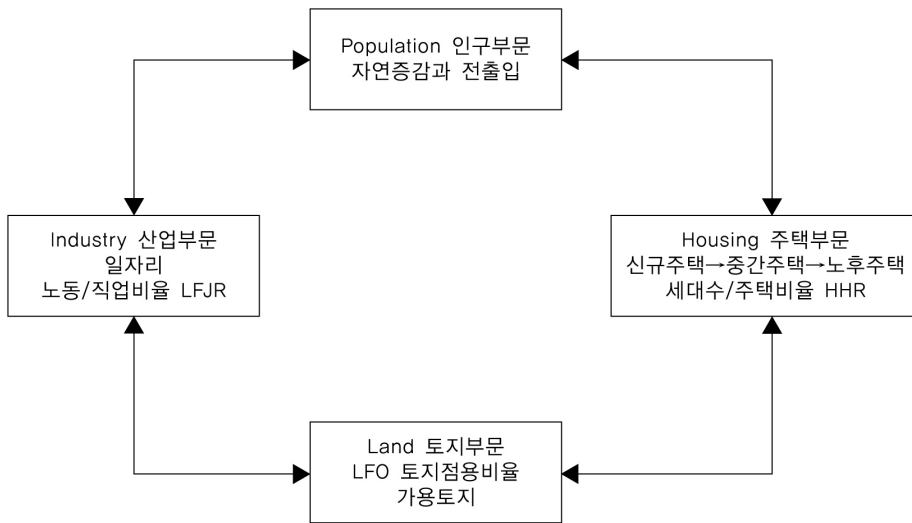 Population 인구부문
자연증감과 전출입
Industry 산업부문
일자리
노동/직업비율 LFJR
Housing 주택부문
신규주택→중간주택→노후주택
세대수/주택비율 HHR
Land 토지부문
LFO 토지점용비율
가용토지